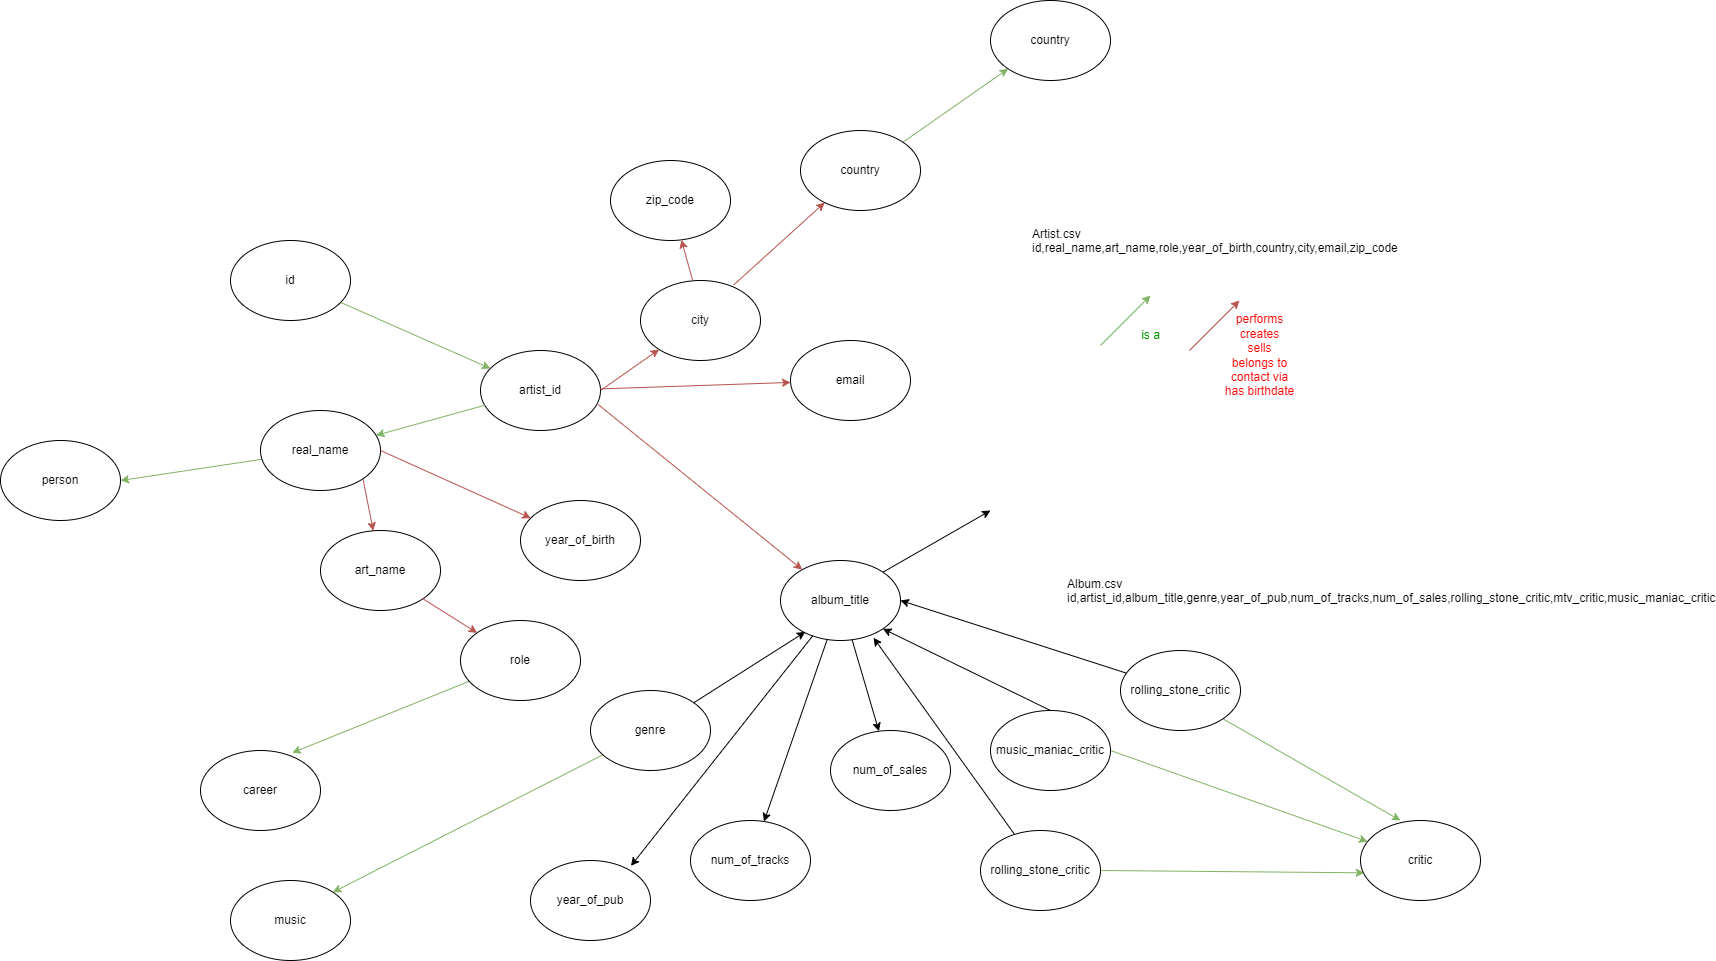 country
country
zip_code
Artist.csv
id,real_name,art_name,role,year_of_birth,country,city,email,zip_code
id
city
is a
performs
creates
sells
belongs to
contact via
has birthdate
email
artist_id
real_name
person
year_of_birth
art_name
album_title
Album.csv
id,artist_id,album_title,genre,year_of_pub,num_of_tracks,num_of_sales,rolling_stone_critic,mtv_critic,music_maniac_critic
role
rolling_stone_critic
genre
music_maniac_critic
num_of_sales
career
num_of_tracks
critic
rolling_stone_critic
year_of_pub
music